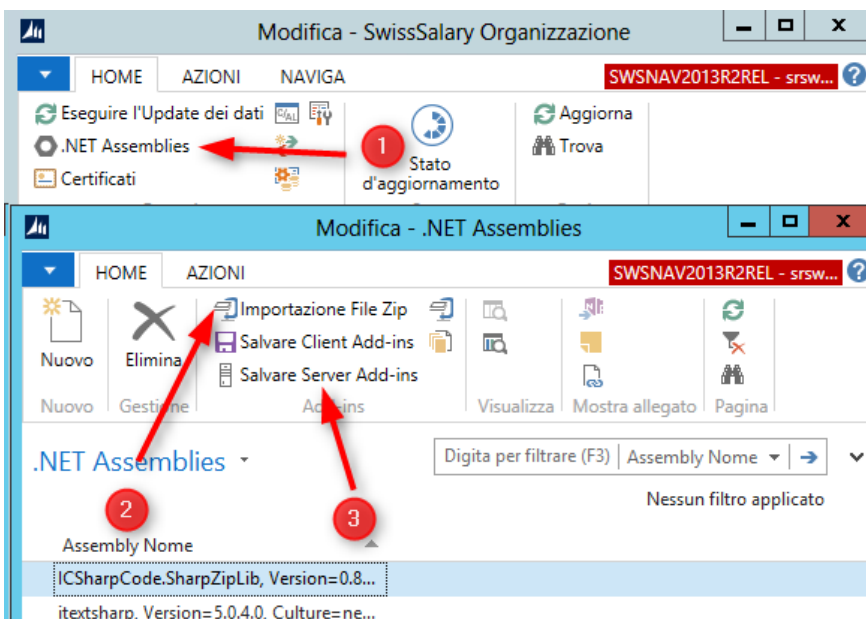 Modifica - SwissSalary Organizzazione
HOME AZIONI NAVIGA SWSNAV2013R2REL - srsw... ?
Eseguire l'Update dei dati C/AL
.NET Assemblies
Certificati
1
Stato
d'aggiornamento
Aggiorna
Trova
Modifica - .NET Assemblies
HOME AZIONI SWSNAV2013R2REL - srsw... ?
Nuovo
Elimina
Importazione File Zip
Salvare Client Add-ins
Salvare Server Add-ins
Nuovo Gestione Add-ins Visualizza Mostra allegato Pagina
.NET Assemblies
Digita per filtrare (F3) Assembly Nome
Nessun filtro applicato
2
3
Assembly Nome
ICSharpCode.SharpZipLib, Version=0.8...
itextsharp, Version=5.0.4.0, Culture=ne...